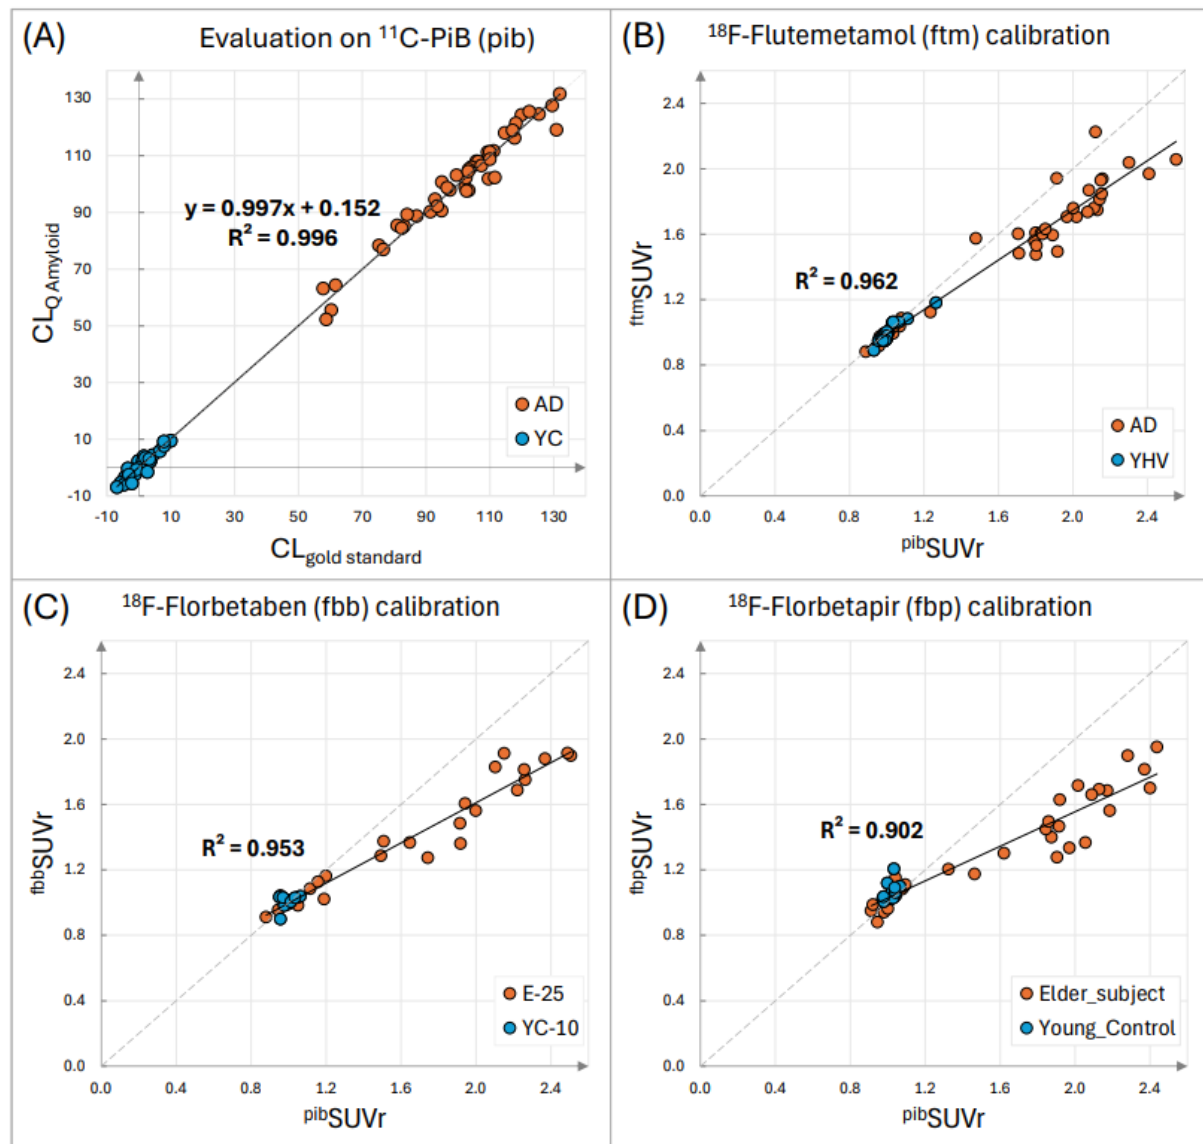 (A) Evaluation on ¹¹C-PiB (pib)
130
110
90
70
50
30
10
-10
CL_Q Amyloid
y = 0.997x + 0.152
R² = 0.996
AD
YC
-10 10 30 50 70 90 110 130
CL_gold standard
(B) ¹⁸F-Flutemetamol (ftm) calibration
2.4
2.0
1.6
1.2
0.8
0.4
0.0
ftmSUVr
R² = 0.962
AD
YHV
0.0 0.4 0.8 1.2 1.6 2.0 2.4
pibSUVr
(C) ¹⁸F-Florbetaben (fbb) calibration
2.4
2.0
1.6
1.2
0.8
0.4
0.0
fbbSUVr
R² = 0.953
E-25
YC-10
0.0 0.4 0.8 1.2 1.6 2.0 2.4
pibSUVr
(D) ¹⁸F-Florbetapir (fbp) calibration
2.4
2.0
1.6
1.2
0.8
0.4
0.0
fbpSUVr
R² = 0.902
Elder_subject
Young_Control
0.0 0.4 0.8 1.2 1.6 2.0 2.4
pibSUVr